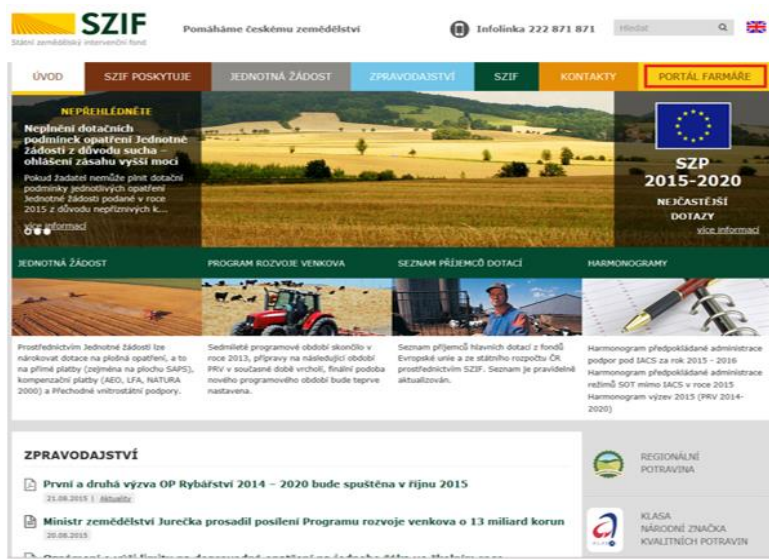 SZIF
Státní zemědělský intervenční fond
Pomáháme českému zemědělství
Infolinka 222 871 871
Hledat
ÚVOD
SZIF POSKYTUJE
JEDNOTNÁ ŽÁDOST
ZPRAVODAJSTVÍ
SZIF
KONTAKTY
PORTÁL FARMÁŘE
NEPŘEHLÉDNĚTE
Neplnění dotačních
podmínek opatření Jednotné
žádosti z důvodu sucha –
ohlášení zásahu vyšší moci
Pokud žadatel nemůže plnit dotační
podmínky jednotlivých opatření
Jednotné žádosti podané v roce
2015 z důvodu nepříznivých k...
více informací
SZP
2015-2020
NEJČASTĚJŠÍ
DOTAZY
více informací
JEDNOTNÁ ŽÁDOST
Prostřednictvím Jednotné žádosti lze
nárokovat dotace na plošná opatření, a to
na přímé platby (zejména na plochu SAPS),
kompenzační platby (AEO, LFA, NATURA
2000) a Přechodné vnitrostátní podpory.
PROGRAM ROZVOJE VENKOVA
Sedmileté programové období skončilo v
roce 2013, přípravy na následující období
PRV v současné době vrcholí, finální podoba
nového programového období bude teprve
nastavena.
SEZNAM PŘÍJEMCŮ DOTACÍ
Seznam příjemců hlavních dotací z fondů
Evropské unie a ze státního rozpočtu ČR
prostřednictvím SZIF. Seznam je pravidelně
aktualizován.
HARMONOGRAMY
Harmonogram předpokládané administrace
podpor pod IACS za rok 2015 - 2016
Harmonogram předpokládané administrace
režimů SOT mimo IACS v roce 2015
Harmonogram výzev 2015 (PRV 2014-
2020)
ZPRAVODAJSTVÍ
První a druhá výzva OP Rybářství 2014 – 2020 bude spuštěna v říjnu 2015
21.08.2015 | Aktuality
Ministr zemědělství Jurečka prosadil posílení Programu rozvoje venkova o 13 miliard korun
20.08.2015
REGIONÁLNÍ
POTRAVINA
KLASA
NÁRODNÍ ZNAČKA
KVALITNÍCH POTRAVIN